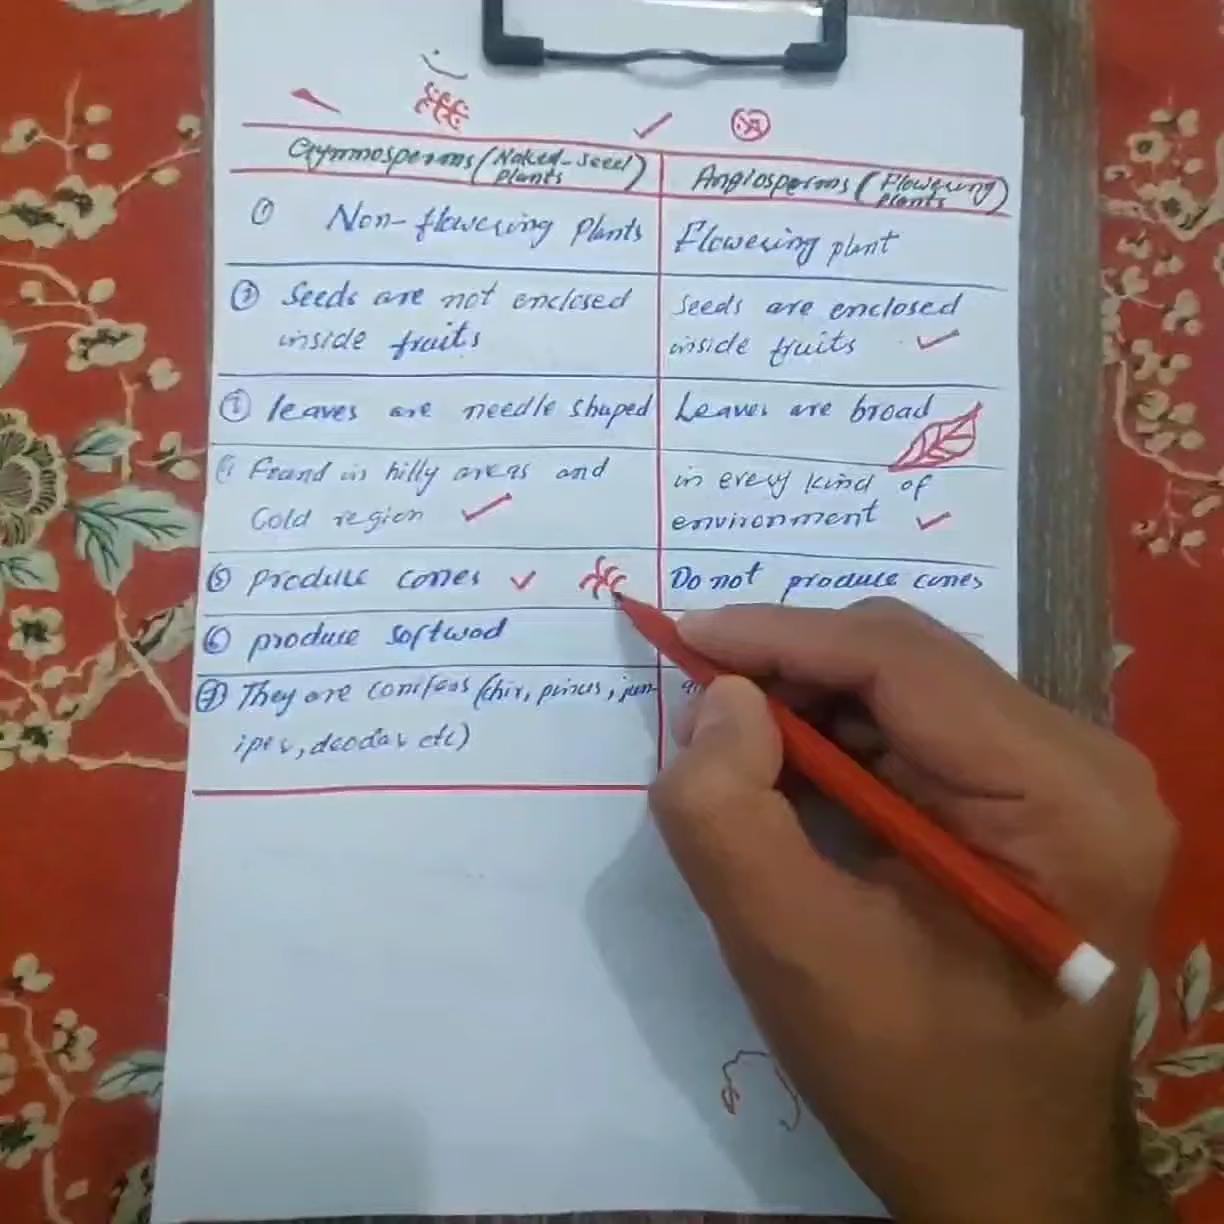 Gymnosperms (Naked-seed plants)
Angiosperms (Flowering plants)
① Non-flowering Plants
Flowering plant
② Seeds are not enclosed
inside fruits
Seeds are enclosed
inside fruits
③ leaves are needle shaped
Leaves are broad
④ Found in hilly areas and
Cold region
in every kind of
environment
⑤ produce cones
Do not produce cones
⑥ produce softwod
⑦ They are conifers (chir, pinus, jun-
iper, deodar etc)